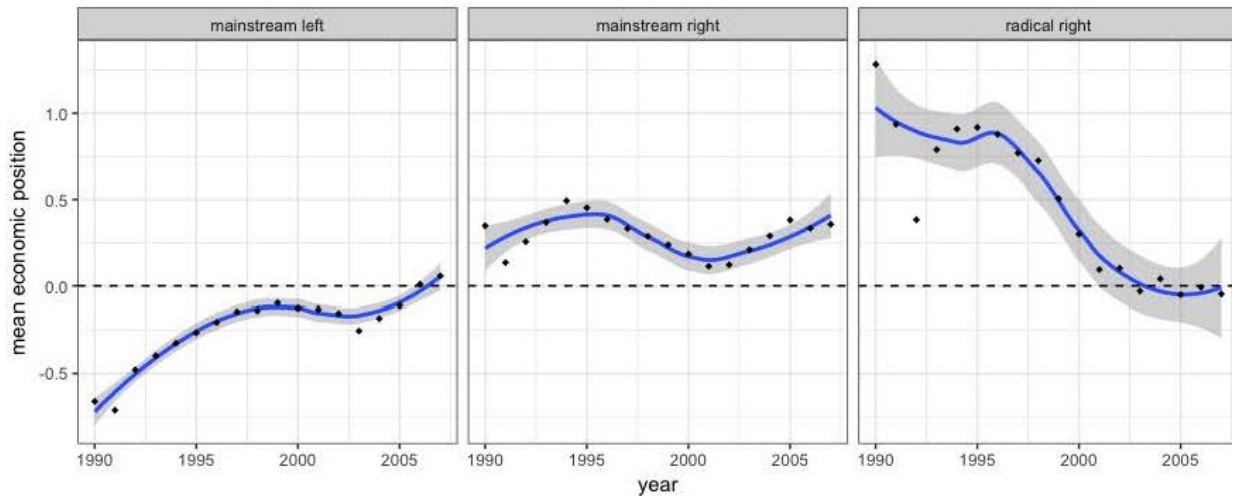 mainstream left
mainstream right
radical right
mean economic position
1.0
0.5
0.0
-0.5
1990 1995 2000 2005
1990 1995 2000 2005
1990 1995 2000 2005
year